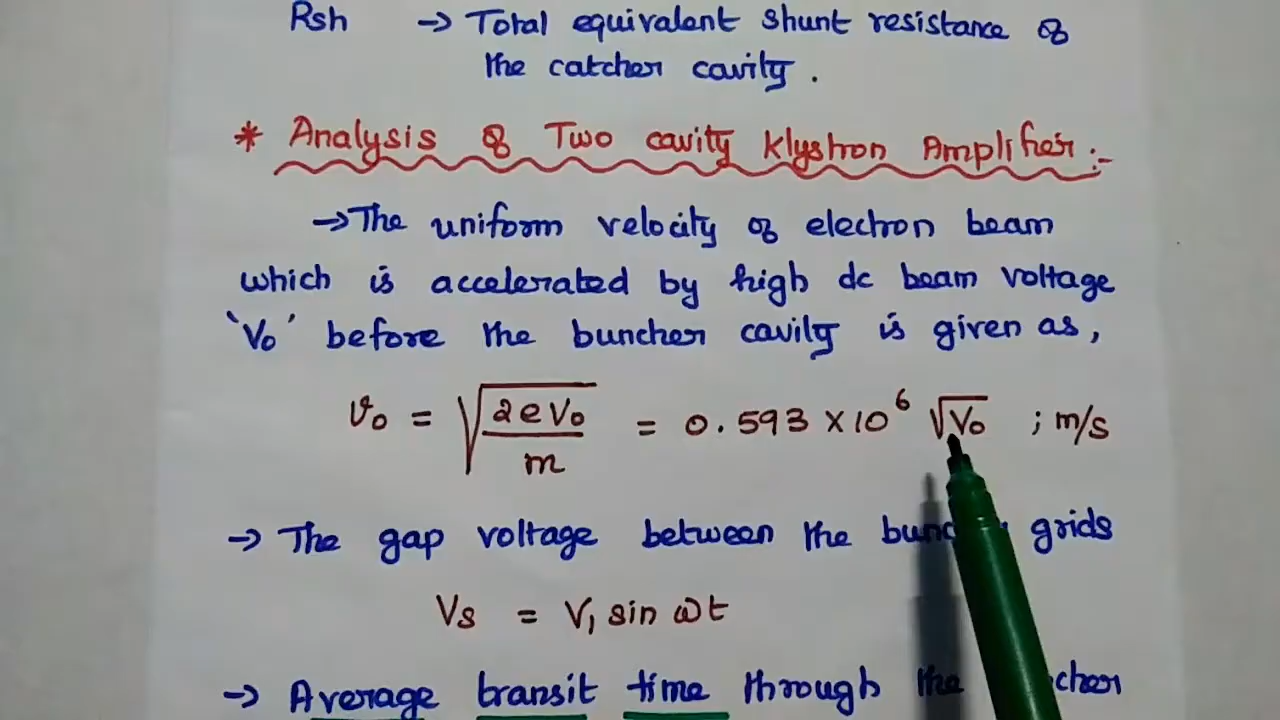 Rsh → Total equivalent shunt resistance of
the catcher cavity.
* Analysis of Two cavity Klystron Amplifier :-
→ The uniform velocity of electron beam
which is accelerated by high dc beam voltage
'V₀' before the buncher cavity is given as,
v₀ = √(2eV₀/m) = 0.593 × 10⁶ √V₀ ; m/s
→ The gap voltage between the grids
Vs = V₁ sin ωt
→ Average transit time through the